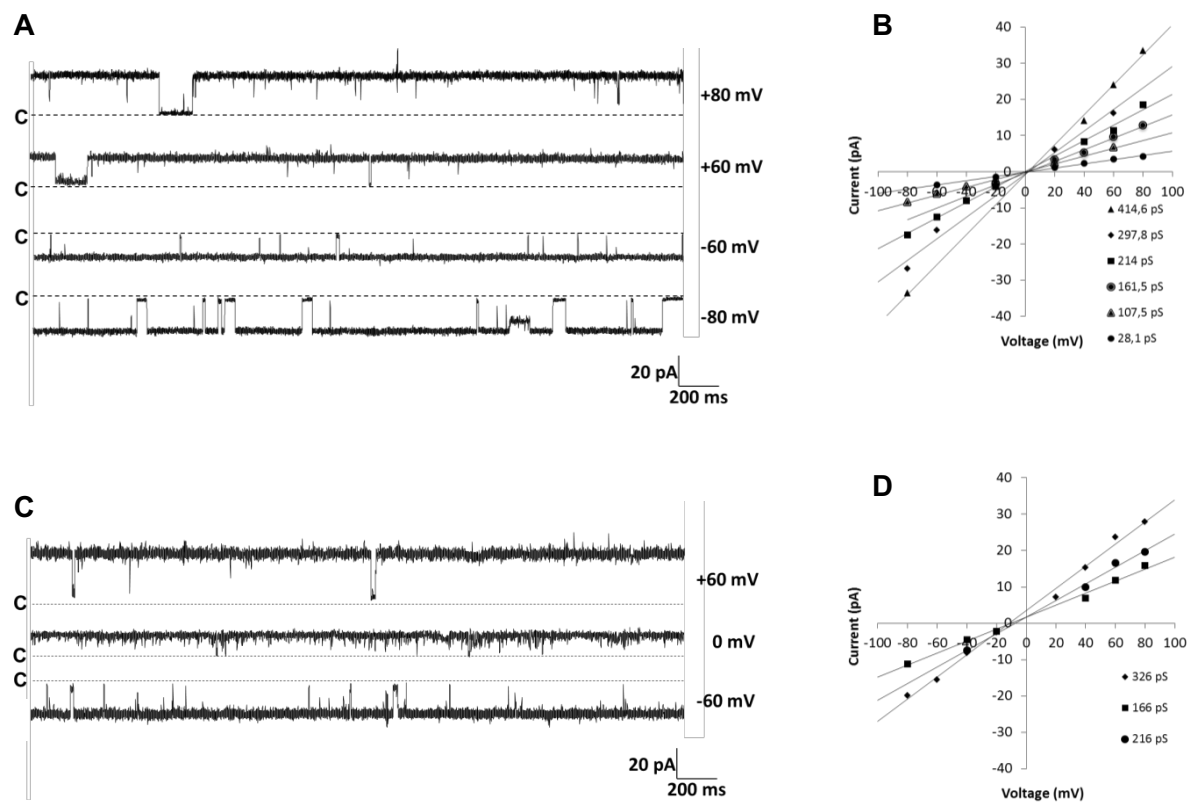 A
C
+80 mV
C
+60 mV
C
-60 mV
C
-80 mV
20 pA
200 ms
B
40
30
20
10
0
-100 -80 -60 -40 -20 0 20 40 60 80 100
-10
-20
-30
-40
Current (pA)
Voltage (mV)
414,6 pS
297,8 pS
214 pS
161,5 pS
107,5 pS
28,1 pS
C
C
+60 mV
C
0 mV
C
-60 mV
20 pA
200 ms
D
40
30
20
10
0
-100 -80 -60 -40 -20 0 20 40 60 80 100
-10
-20
-30
-40
Current (pA)
Voltage (mV)
326 pS
166 pS
216 pS